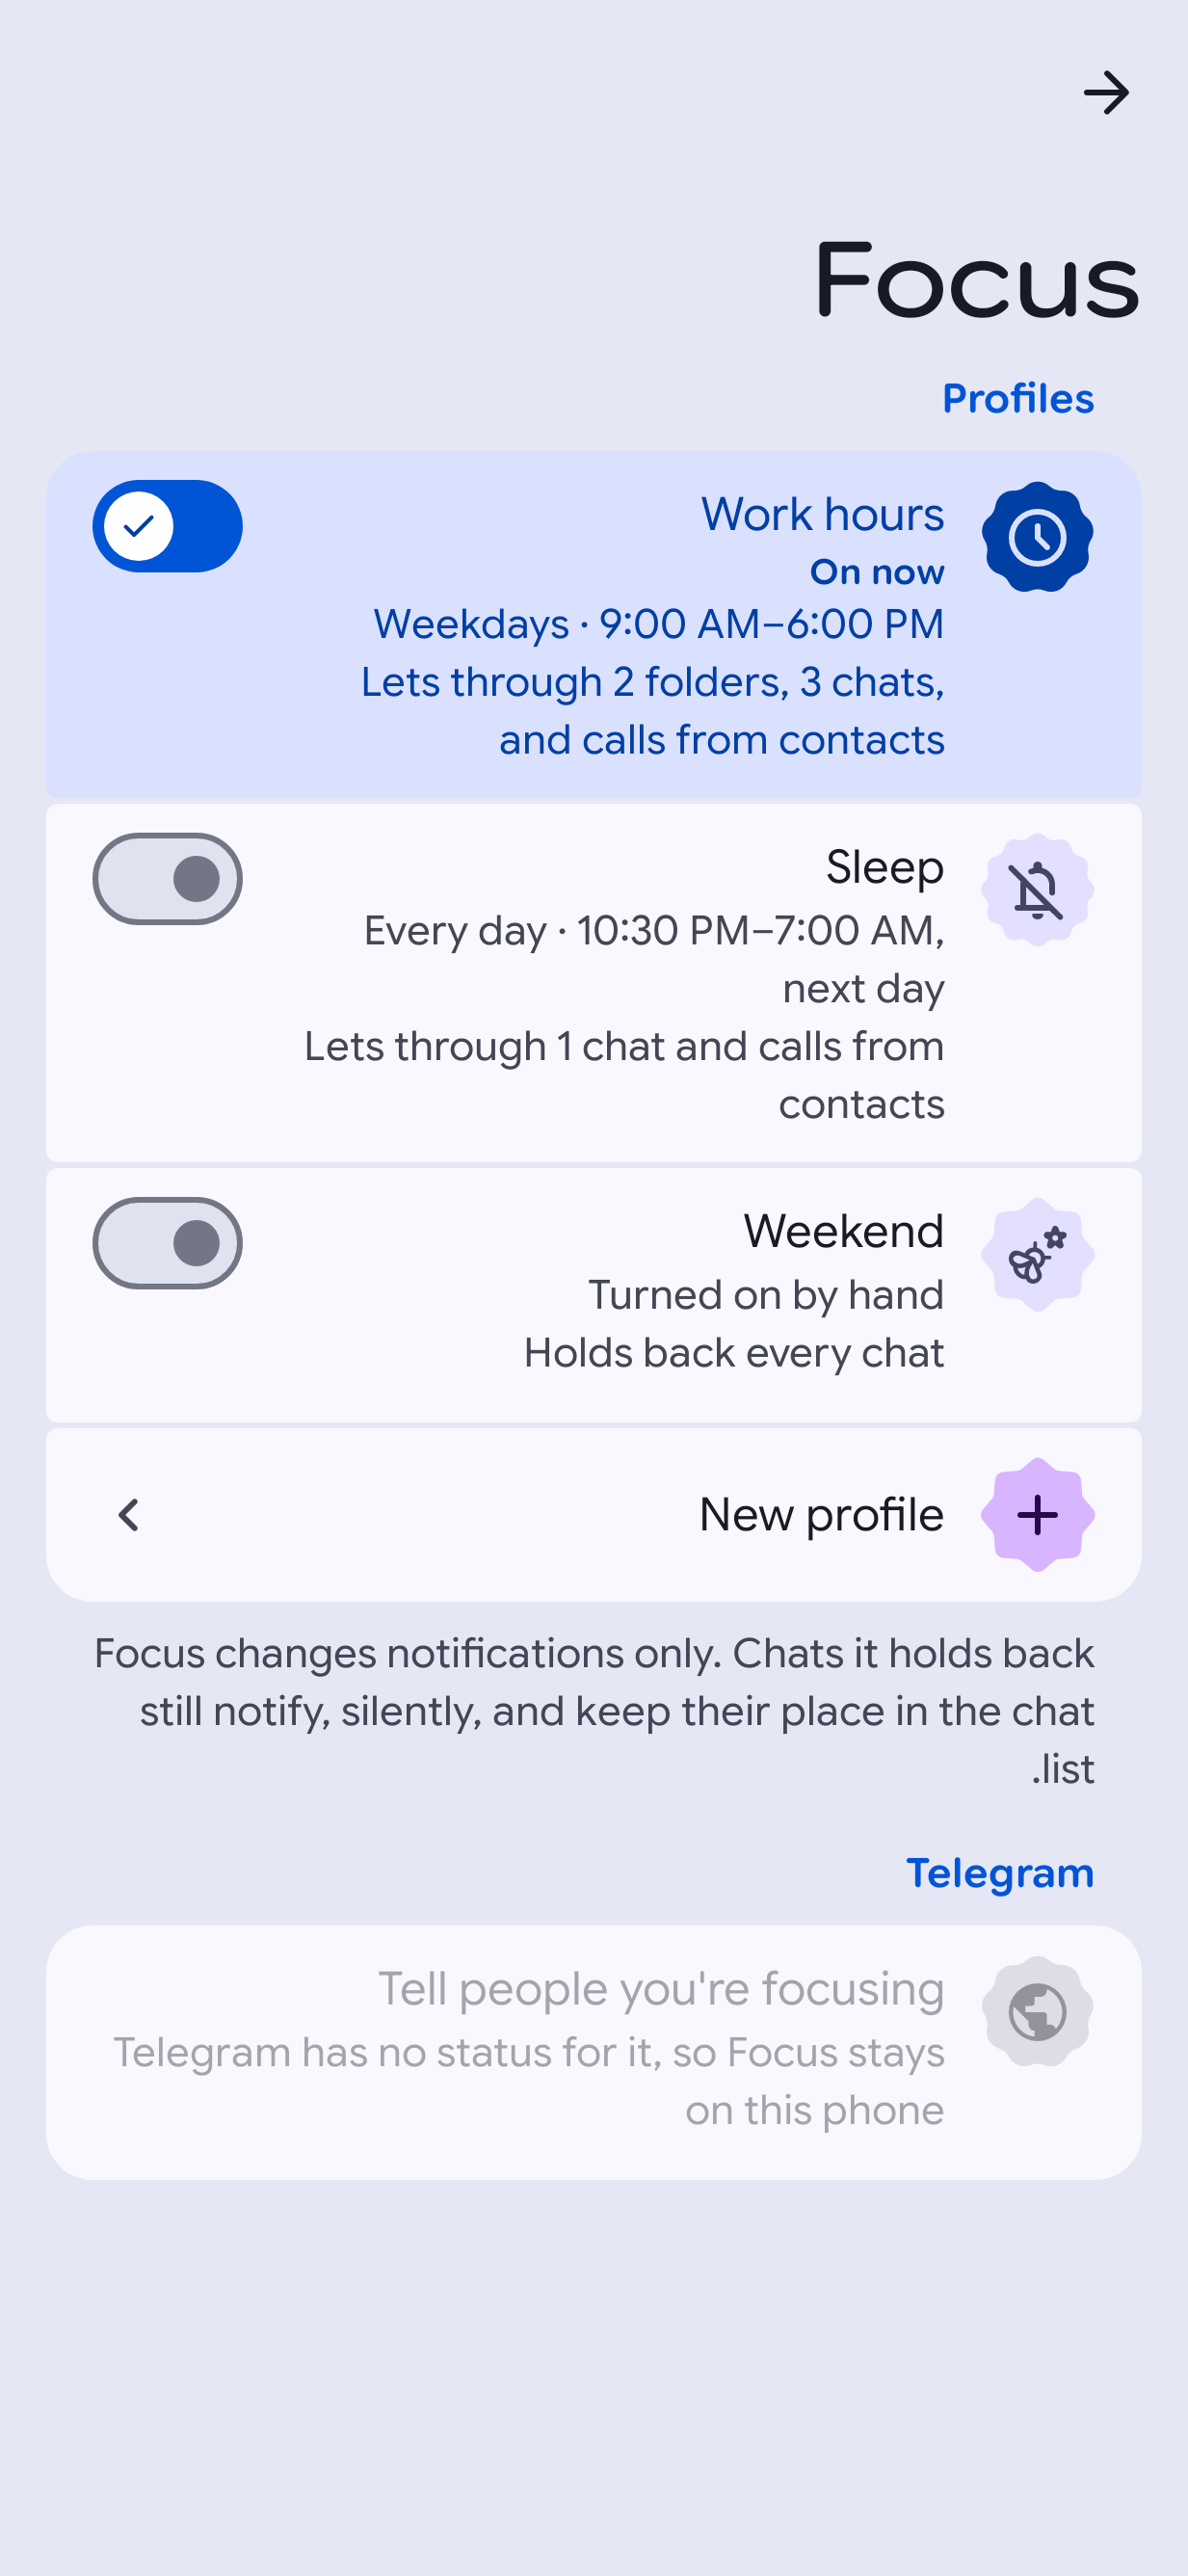 Focus
Profiles
Work hours
On now
Weekdays · 9:00 AM–6:00 PM
Lets through 2 folders, 3 chats,
and calls from contacts
Sleep
Every day · 10:30 PM–7:00 AM,
next day
Lets through 1 chat and calls from
contacts
Weekend
Turned on by hand
Holds back every chat
New profile
Focus changes notifications only. Chats it holds back
still notify, silently, and keep their place in the chat
.list
Telegram
Tell people you're focusing
Telegram has no status for it, so Focus stays
on this phone